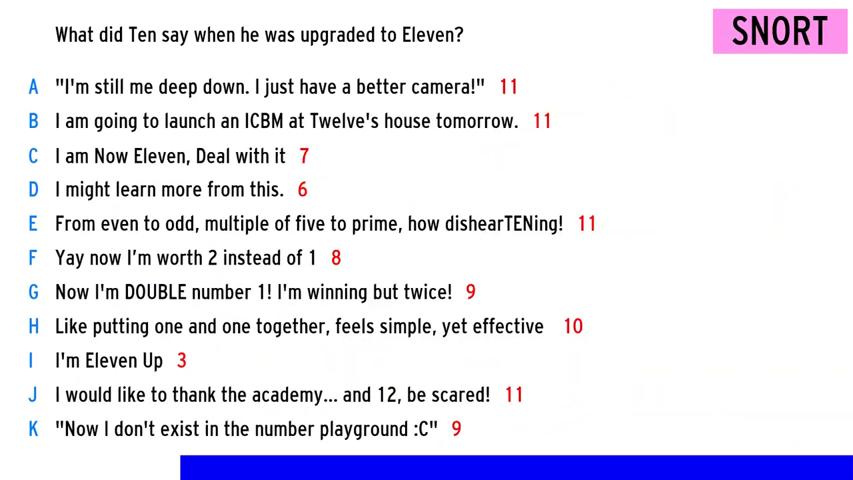 What did Ten say when he was upgraded to Eleven?
SNORT
A "I'm still me deep down. I just have a better camera!" 11
B I am going to launch an ICBM at Twelve's house tomorrow. 11
C I am Now Eleven, Deal with it 7
D I might learn more from this. 6
E From even to odd, multiple of five to prime, how dishearTENing! 11
F Yay now I'm worth 2 instead of 1 8
G Now I'm DOUBLE number 1! I'm winning but twice! 9
H Like putting one and one together, feels simple, yet effective 10
I I'm Eleven Up 3
J I would like to thank the academy... and 12, be scared! 11
K "Now I don't exist in the number playground :C" 9